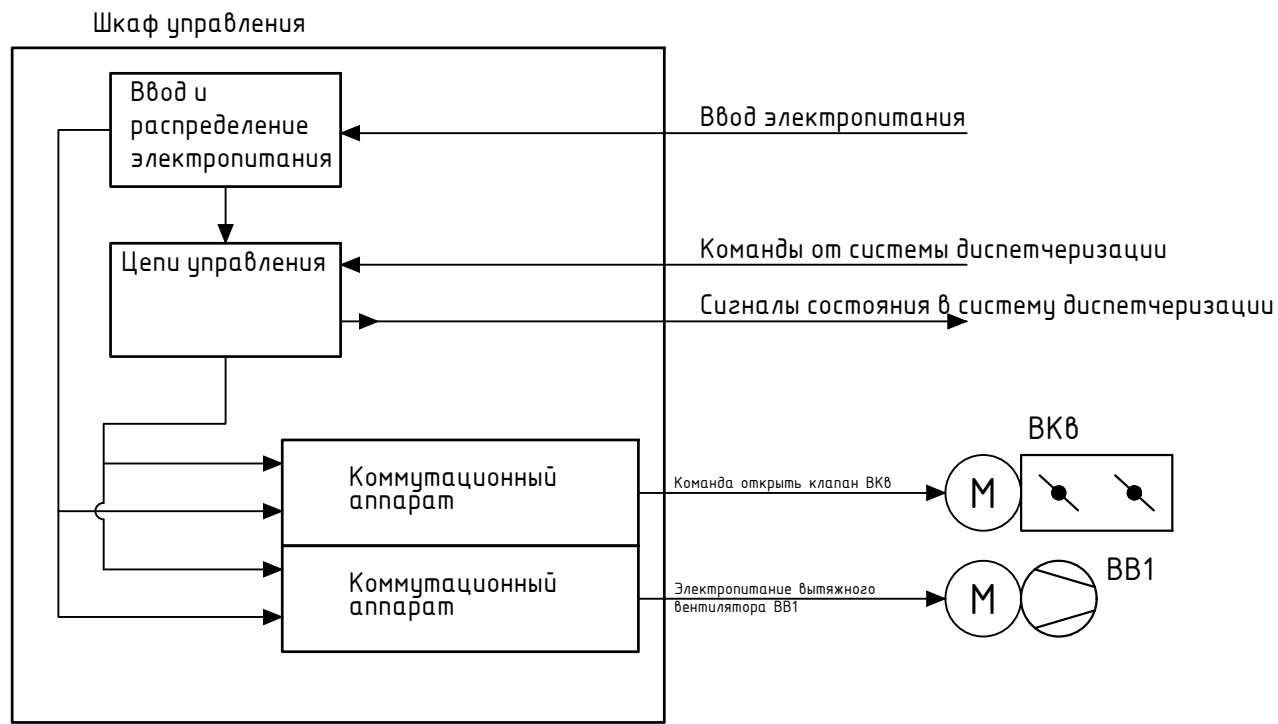 Шкаф управления
Ввод и
распределение
электропитания
Ввод электропитания
Цепи управления
Команды от системы диспетчеризации
Сигналы состояния в систему диспетчеризации
Коммутационный
аппарат
Команда открыть клапан ВКв
М
ВКв
Коммутационный
аппарат
Электропитание вытяжного
вентилятора ВВ1
М
ВВ1